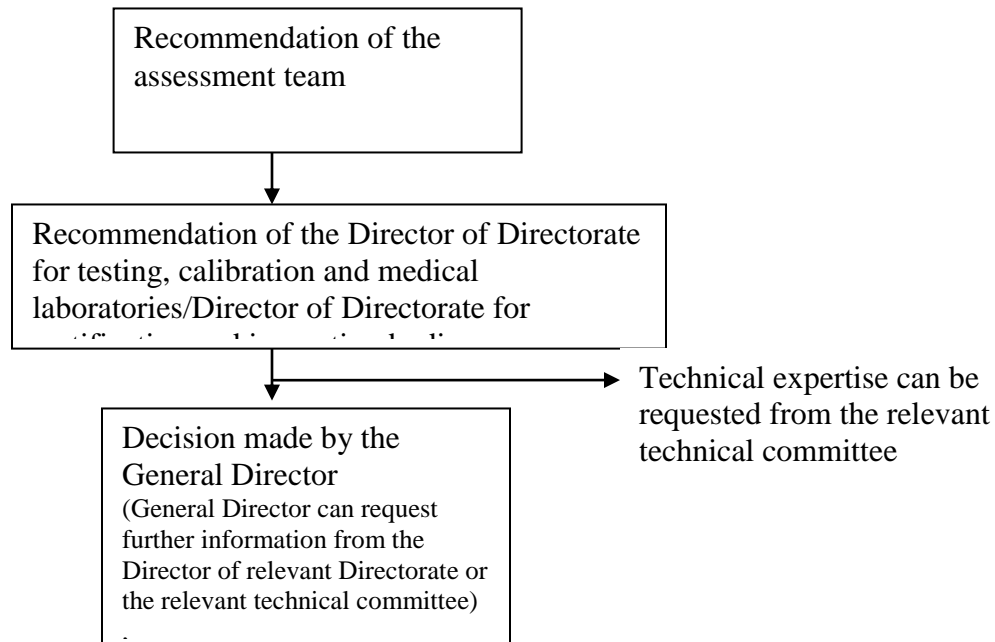 Recommendation of the
assessment team
Recommendation of the Director of Directorate
for testing, calibration and medical
laboratories/Director of Directorate for
Technical expertise can be
requested from the relevant
technical committee
Decision made by the
General Director
(General Director can request
further information from the
Director of relevant Directorate or
the relevant technical committee)
.